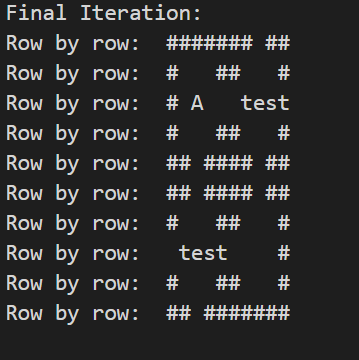 Final Iteration:
Row by row:  ####### ##
Row by row:  #   ##   #
Row by row:  # A   test
Row by row:  #   ##   #
Row by row:  ## #### ##
Row by row:  ## #### ##
Row by row:  #   ##   #
Row by row:   test    #
Row by row:  #   ##   #
Row by row:  ## #######